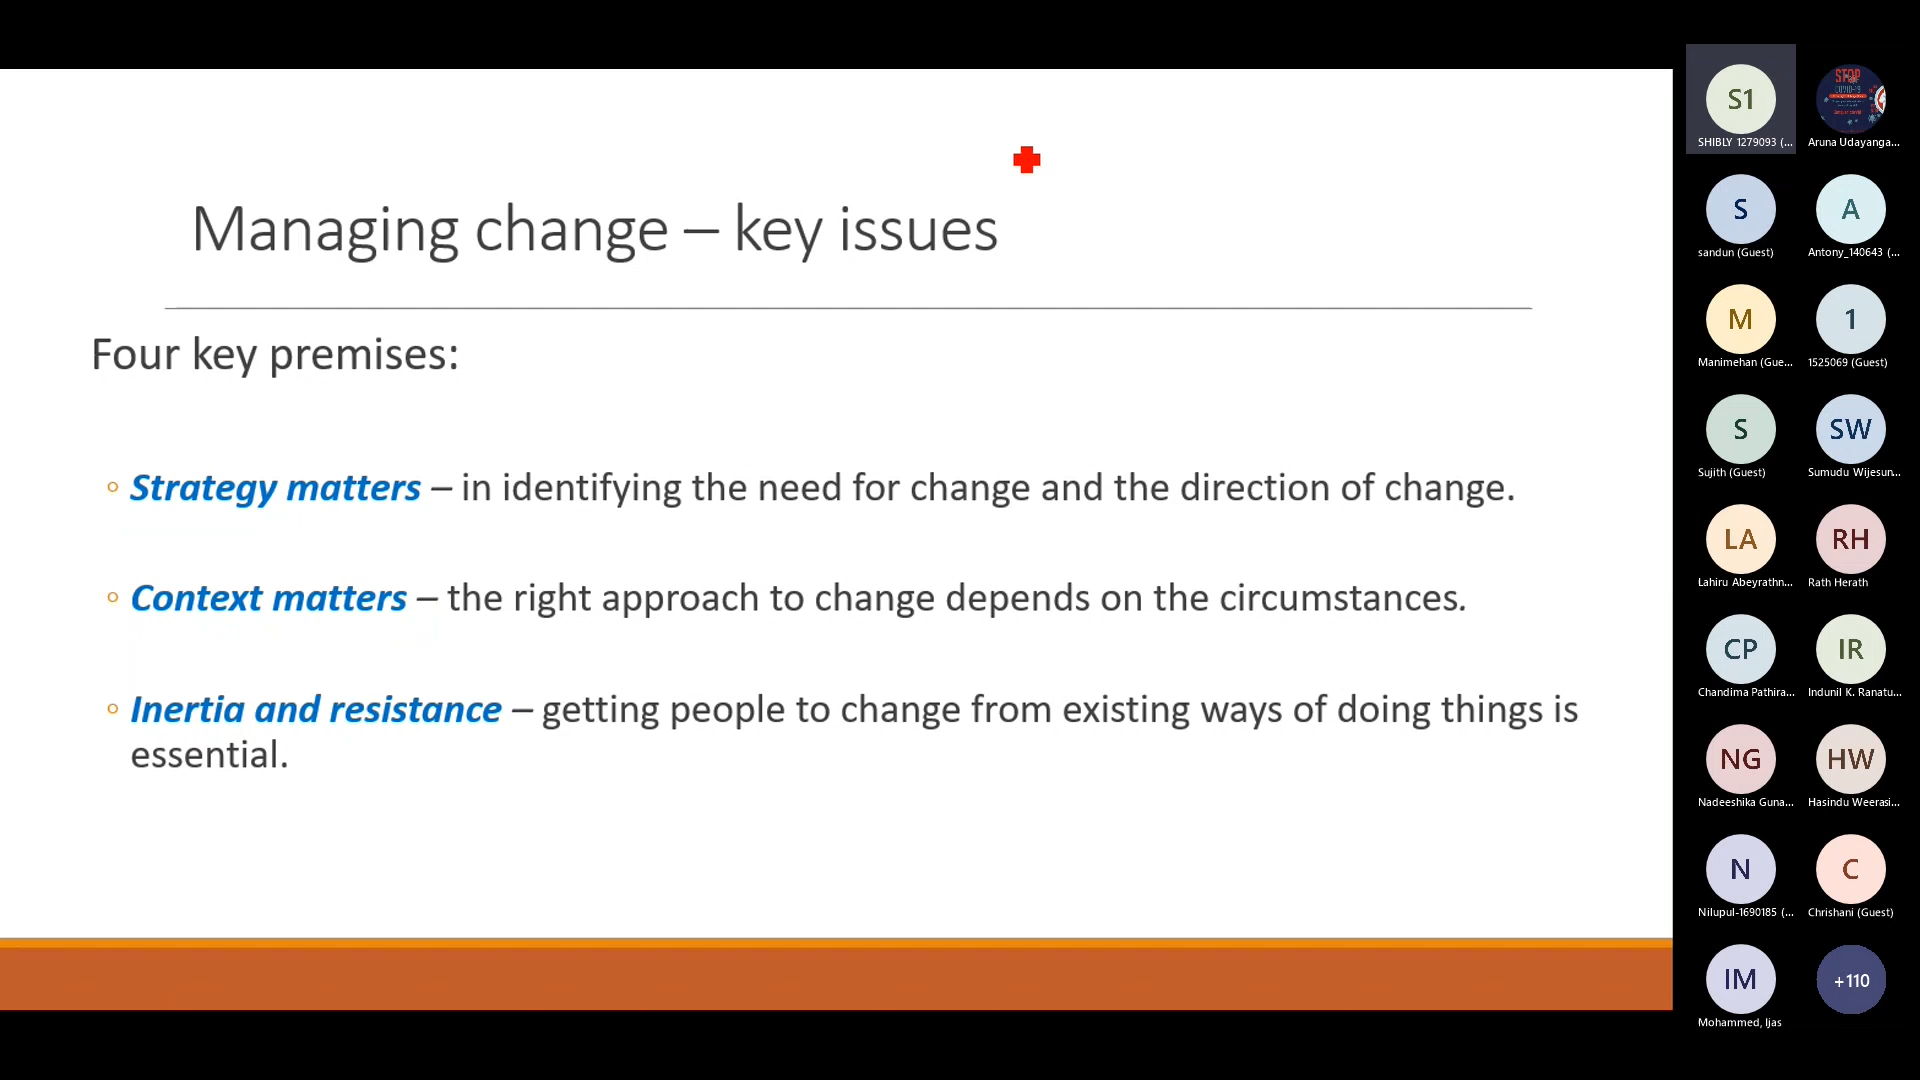 Managing change – key issues
Four key premises:
◦ Strategy matters – in identifying the need for change and the direction of change.
◦ Context matters – the right approach to change depends on the circumstances.
◦ Inertia and resistance – getting people to change from existing ways of doing things is
essential.
S1
SHIBLY 1279093 (...
STOP
COVID-19
Aruna Udayanga...
S
sandun (Guest)
A
Antony_140643 (...
M
Manimehan (Gue...
1
1525069 (Guest)
S
Sujith (Guest)
SW
Sumudu Wijesun...
LA
Lahiru Abeyrathn...
RH
Rath Herath
CP
Chandima Pathira...
IR
Indunil K. Ranatu...
NG
Nadeeshika Guna...
HW
Hasindu Weerasi...
N
Nilupul-1690185 (...
C
Chrishani (Guest)
IM
Mohammed, Ijas
+110